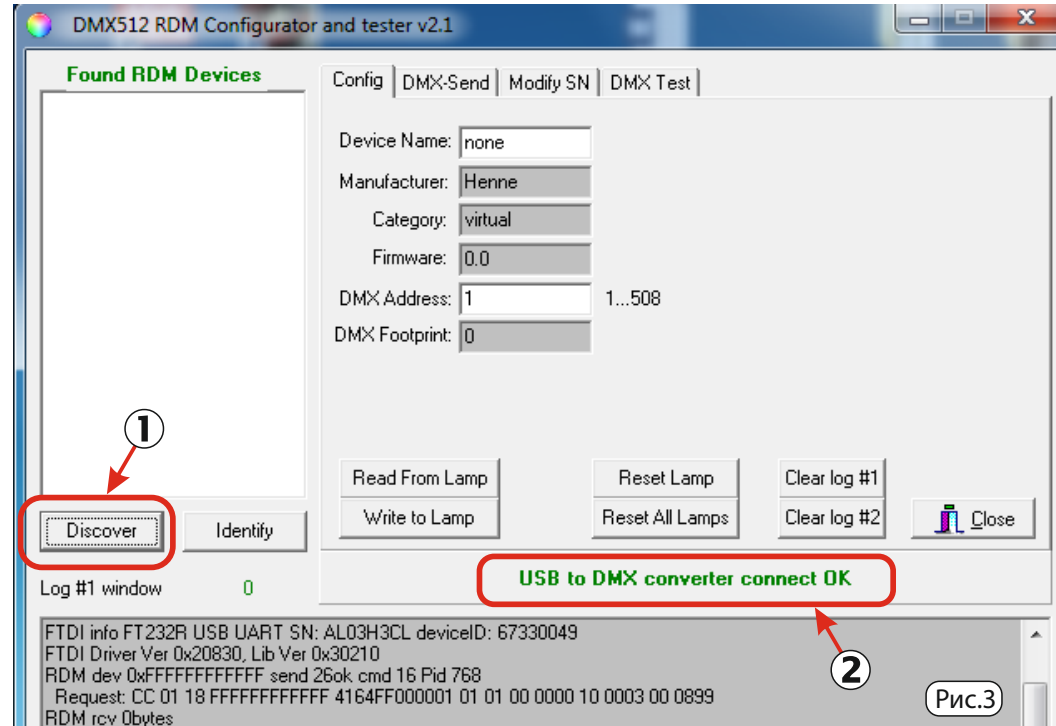 DMX512 RDM Configurator and tester v2.1
Found RDM Devices
Config DMX-Send Modify SN DMX Test
Device Name: none
Manufacturer: Henne
Category: virtual
Firmware: 0.0
DMX Address: 1 1...508
DMX Footprint: 0
1
Read From Lamp Reset Lamp Clear log #1
Write to Lamp Reset All Lamps Clear log #2 Close
Discover Identify
USB to DMX converter connect OK
Log #1 window 0
2
FTDI info FT232R USB UART SN: AL03H3CL deviceID: 67330049
FTDI Driver Ver 0x20830, Lib Ver 0x30210
RDM dev 0xFFFFFFFFFFFF send 26ok cmd 16 Pid 768
Request: CC 01 18 FFFFFFFFFFFF 4164FF000001 01 01 00 0000 10 0003 00 0899
RDM rcv 0bytes
Рис.3